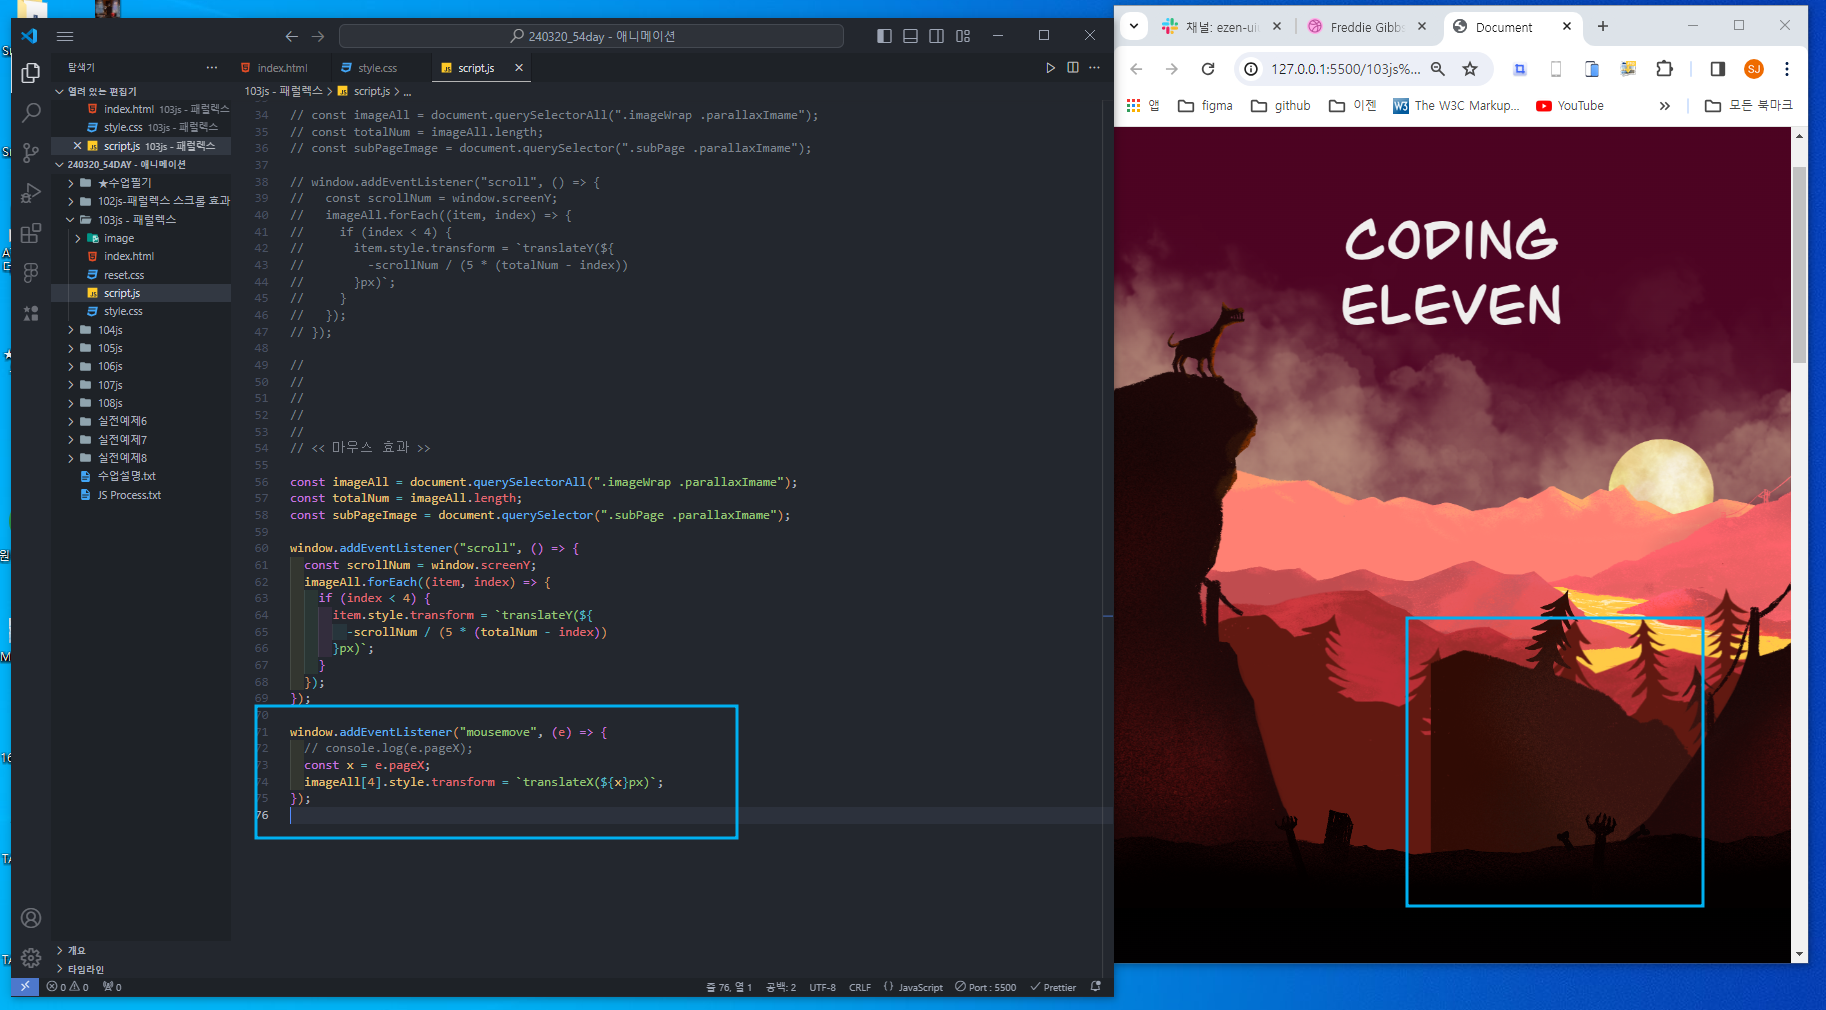 240320_54day - 애니메이션
탐색기
index.html
style.css
script.js
열려 있는 편집기
index.html 103js - 패럴렉스
style.css 103js - 패럴렉스
script.js 103js - 패럴렉스
240320_54DAY - 애니메이션
★수업필기
102js-패럴렉스 스크롤 효과
103js - 패럴렉스
image
index.html
reset.css
script.js
style.css
104js
105js
106js
107js
108js
실전예제6
실전예제7
실전예제8
수업설명.txt
JS Process.txt
개요
타임라인
103js - 패럴렉스 > script.js > ...
34 // const imageAll = document.querySelectorAll(".imageWrap .parallaxImame");
35 // const totalNum = imageAll.length;
36 // const subPageImage = document.querySelector(".subPage .parallaxImame");
37
38 // window.addEventListener("scroll", () => {
39 //   const scrollNum = window.screenY;
40 //   imageAll.forEach((item, index) => {
41 //     if (index < 4) {
42 //       item.style.transform = `translateY(${
43 //         -scrollNum / (5 * (totalNum - index))
44 //       }px)`;
45 //     }
46 //   });
47 // });
48
49 //
50 //
51 //
52 //
53 //
54 // << 마우스 효과 >>
55
56 const imageAll = document.querySelectorAll(".imageWrap .parallaxImame");
57 const totalNum = imageAll.length;
58 const subPageImage = document.querySelector(".subPage .parallaxImame");
59
60 window.addEventListener("scroll", () => {
61   const scrollNum = window.screenY;
62   imageAll.forEach((item, index) => {
63     if (index < 4) {
64       item.style.transform = `translateY(${
65         -scrollNum / (5 * (totalNum - index))
66       }px)`;
67     }
68   });
69 });
70
71 window.addEventListener("mousemove", (e) => {
72   // console.log(e.pageX);
73   const x = e.pageX;
74   imageAll[4].style.transform = `translateX(${x}px)`;
75 });
76
0 0 0
줄 76, 열 1 공백: 2 UTF-8 CRLF JavaScript Port : 5500 Prettier
채널: ezen-ui
Freddie Gibbs
Document
127.0.0.1:5500/103js%...
SJ
앱 figma github 이젠 The W3C Markup... YouTube » 모든 북마크
CODING
ELEVEN